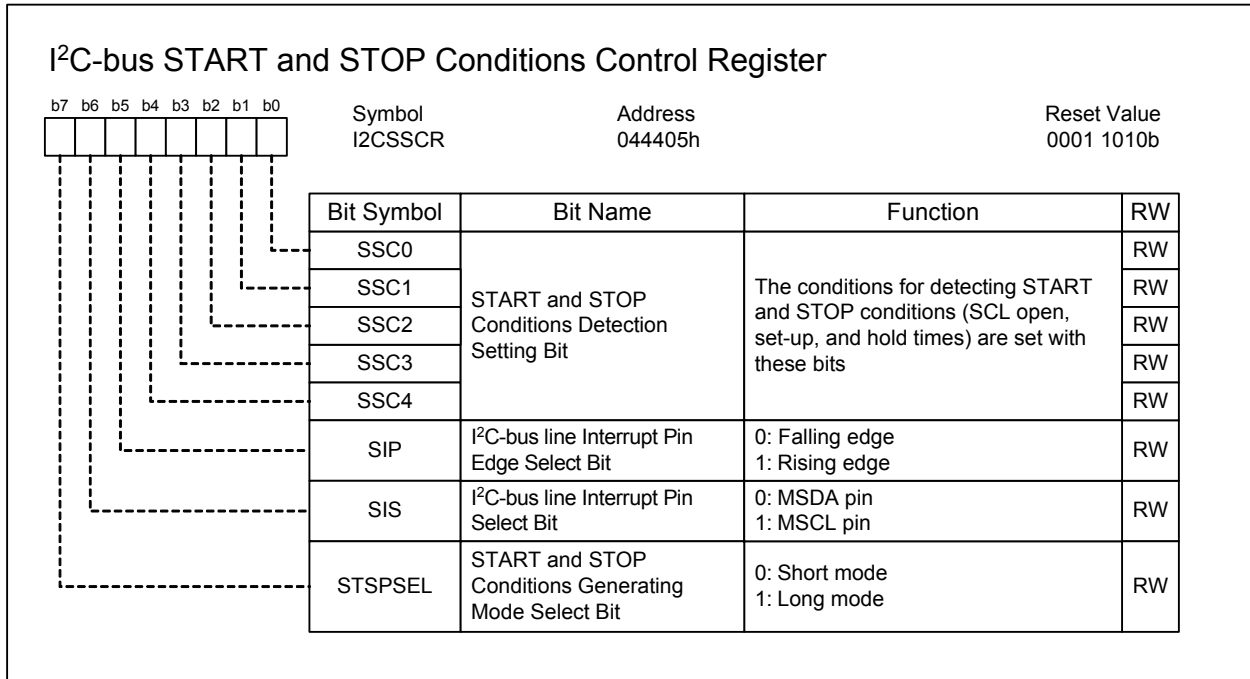 I²C-bus START and STOP Conditions Control Register
b7 b6 b5 b4 b3 b2 b1 b0
Symbol Address Reset Value
I2CSSCR 044405h 0001 1010b
Bit Symbol Bit Name Function RW
SSC0 RW
SSC1 RW
SSC2 RW
SSC3 RW
SSC4 RW
START and STOP
Conditions Detection
Setting Bit
The conditions for detecting START
and STOP conditions (SCL open,
set-up, and hold times) are set with
these bits
SIP
I²C-bus line Interrupt Pin
Edge Select Bit
0: Falling edge
1: Rising edge
RW
SIS
I²C-bus line Interrupt Pin
Select Bit
0: MSDA pin
1: MSCL pin
RW
STSPSEL
START and STOP
Conditions Generating
Mode Select Bit
0: Short mode
1: Long mode
RW